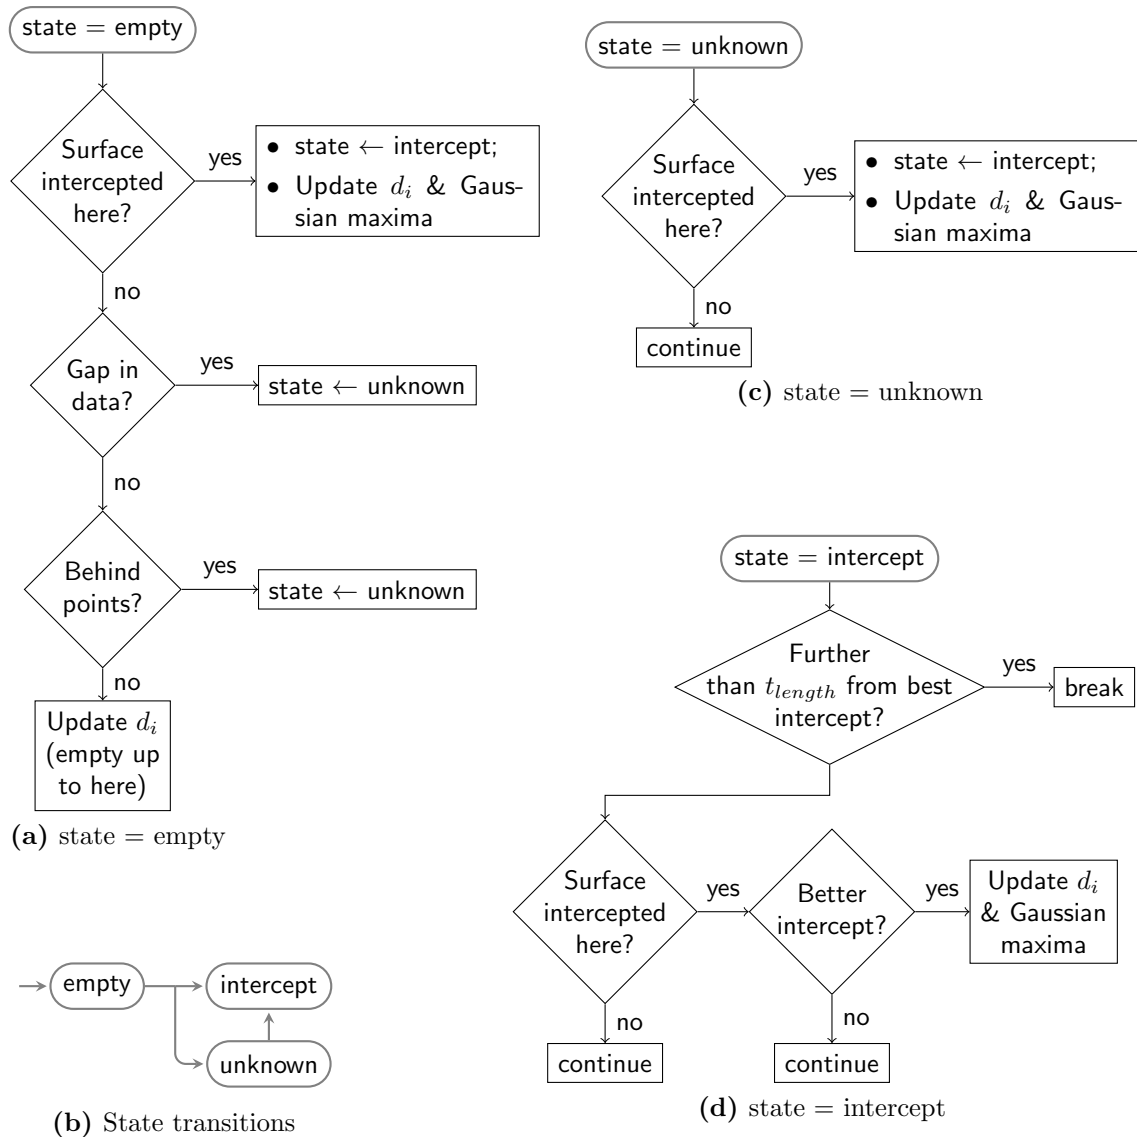 state = empty
Surface
intercepted
here?
yes
• state ← intercept;
• Update dᵢ & Gaus-
sian maxima
no
Gap in
data?
yes
state ← unknown
no
Behind
points?
yes
state ← unknown
no
Update dᵢ
(empty up
to here)
(a) state = empty
empty
intercept
unknown
(b) State transitions
state = unknown
Surface
intercepted
here?
yes
• state ← intercept;
• Update dᵢ & Gaus-
sian maxima
no
continue
(c) state = unknown
state = intercept
Further
than t_length from best
intercept?
yes
break
Surface
intercepted
here?
yes
Better
intercept?
yes
Update dᵢ
& Gaussian
maxima
no
continue
no
continue
(d) state = intercept